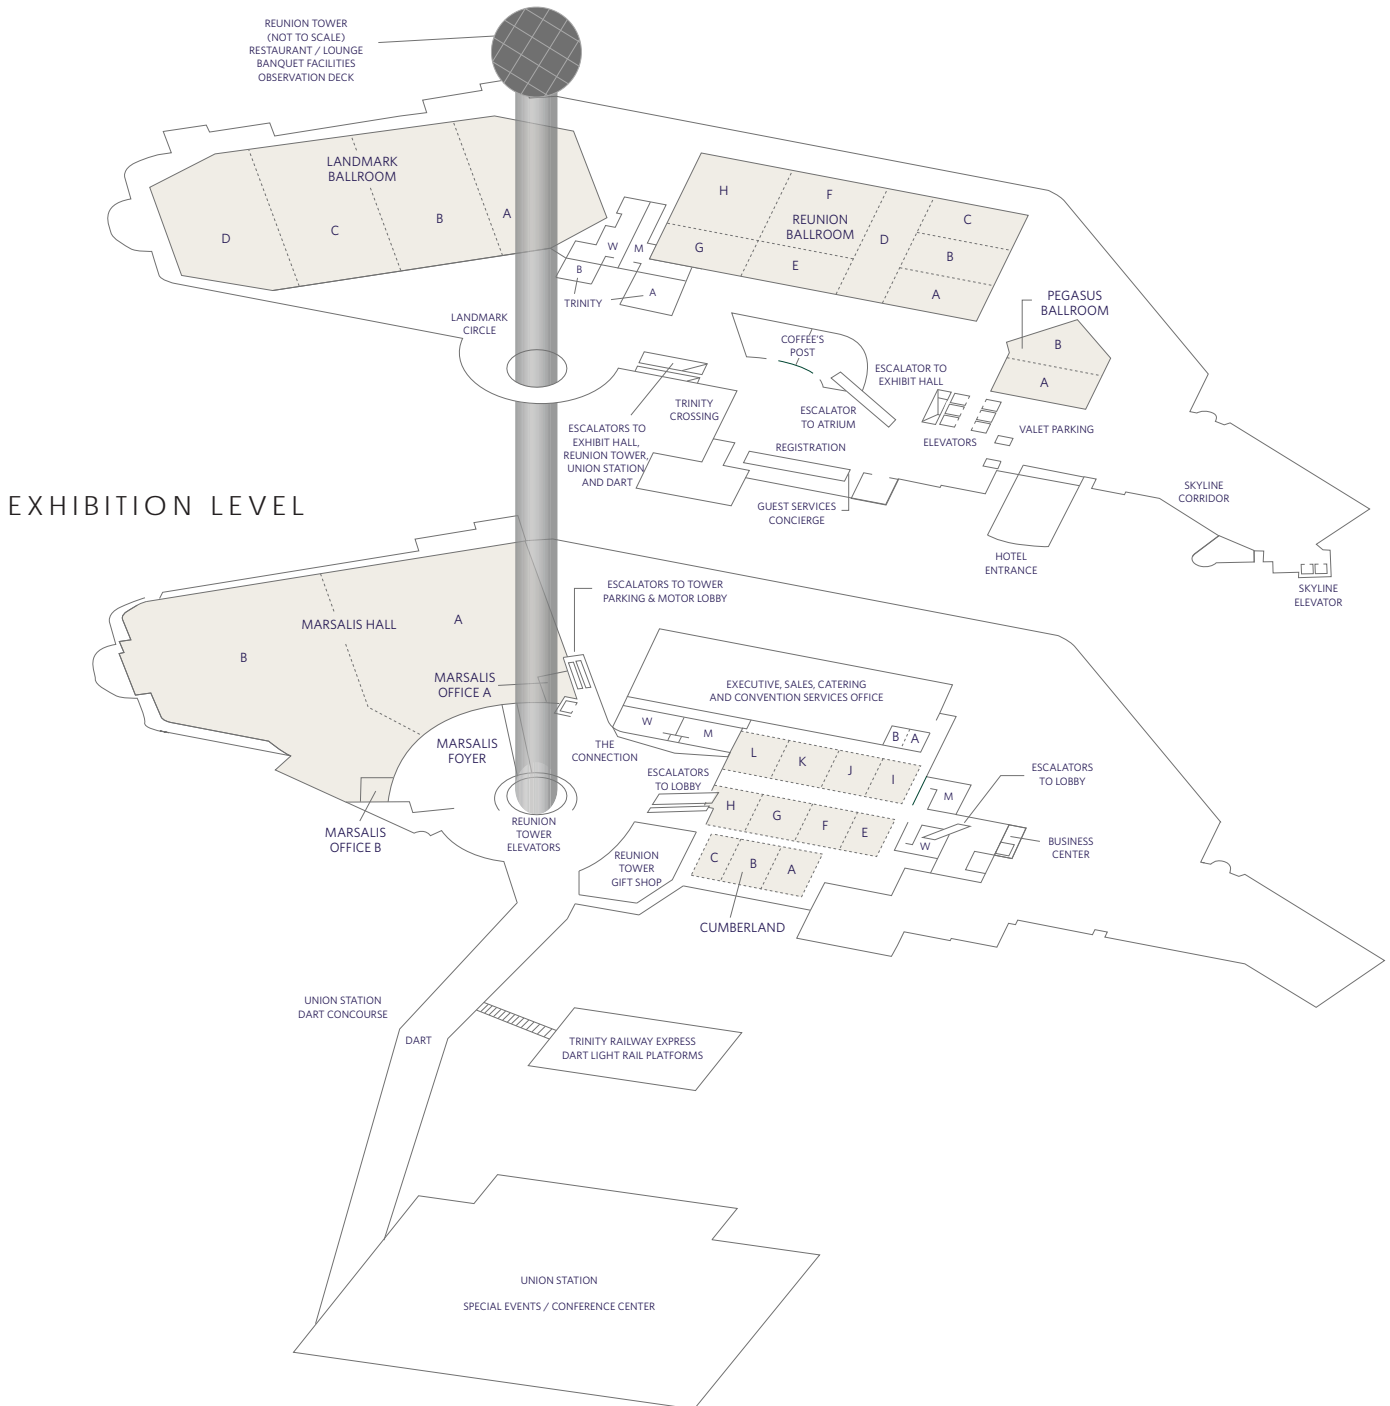 REUNION TOWER
(NOT TO SCALE)
RESTAURANT / LOUNGE
BANQUET FACILITIES
OBSERVATION DECK
LANDMARK
BALLROOM
D
C
B
A
W
M
B
TRINITY
A
H
F
REUNION
BALLROOM
G
E
D
C
B
A
PEGASUS
BALLROOM
B
A
LANDMARK
CIRCLE
COFFEE'S
POST
ESCALATOR TO
EXHIBIT HALL
TRINITY
CROSSING
ESCALATOR
TO ATRIUM
ESCALATORS TO
EXHIBIT HALL,
REUNION TOWER,
UNION STATION
AND DART
REGISTRATION
ELEVATORS
VALET PARKING
GUEST SERVICES
CONCIERGE
SKYLINE
CORRIDOR
HOTEL
ENTRANCE
SKYLINE
ELEVATOR
EXHIBITION LEVEL
ESCALATORS TO TOWER
PARKING & MOTOR LOBBY
MARSALIS HALL
A
B
MARSALIS
OFFICE A
EXECUTIVE, SALES, CATERING
AND CONVENTION SERVICES OFFICE
W
M
B
A
MARSALIS
FOYER
THE
CONNECTION
L
K
J
I
ESCALATORS
TO LOBBY
ESCALATORS
TO LOBBY
H
G
F
E
M
W
BUSINESS
CENTER
MARSALIS
OFFICE B
REUNION
TOWER
ELEVATORS
REUNION
TOWER
GIFT SHOP
C
B
A
CUMBERLAND
UNION STATION
DART CONCOURSE
DART
TRINITY RAILWAY EXPRESS
DART LIGHT RAIL PLATFORMS
UNION STATION
SPECIAL EVENTS / CONFERENCE CENTER